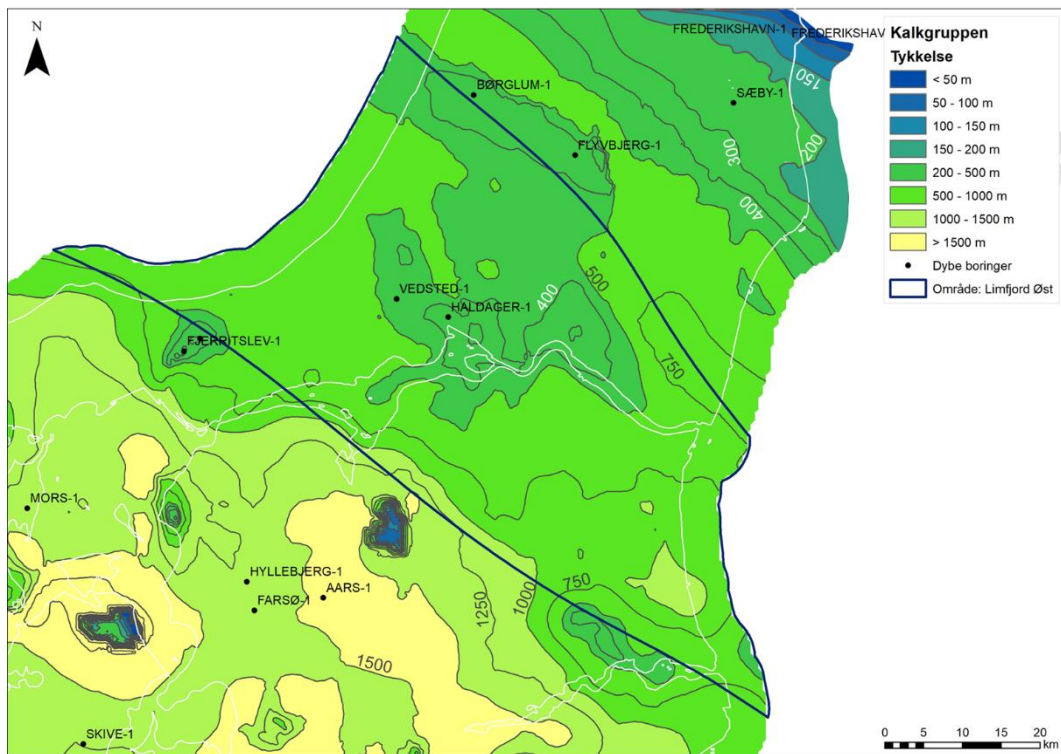 N
FREDERIKSHAVN-1
FREDERIKSHAV
150
BØRGLUM-1
SÆBY-1
FLYVBJERG-1
300
200
400
VEDSTED-1
HALDAGER-1
400
500
FJERRITSLEV-1
750
MORS-1
HYLLEBJERG-1
FARSØ-1
AARS-1
1250
1000
750
1500
SKIVE-1
Kalkgruppen
Tykkelse
< 50 m
50 - 100 m
100 - 150 m
150 - 200 m
200 - 500 m
500 - 1000 m
1000 - 1500 m
> 1500 m
Dybe boringer
Område: Limfjord Øst
0 5 10 15 20
km